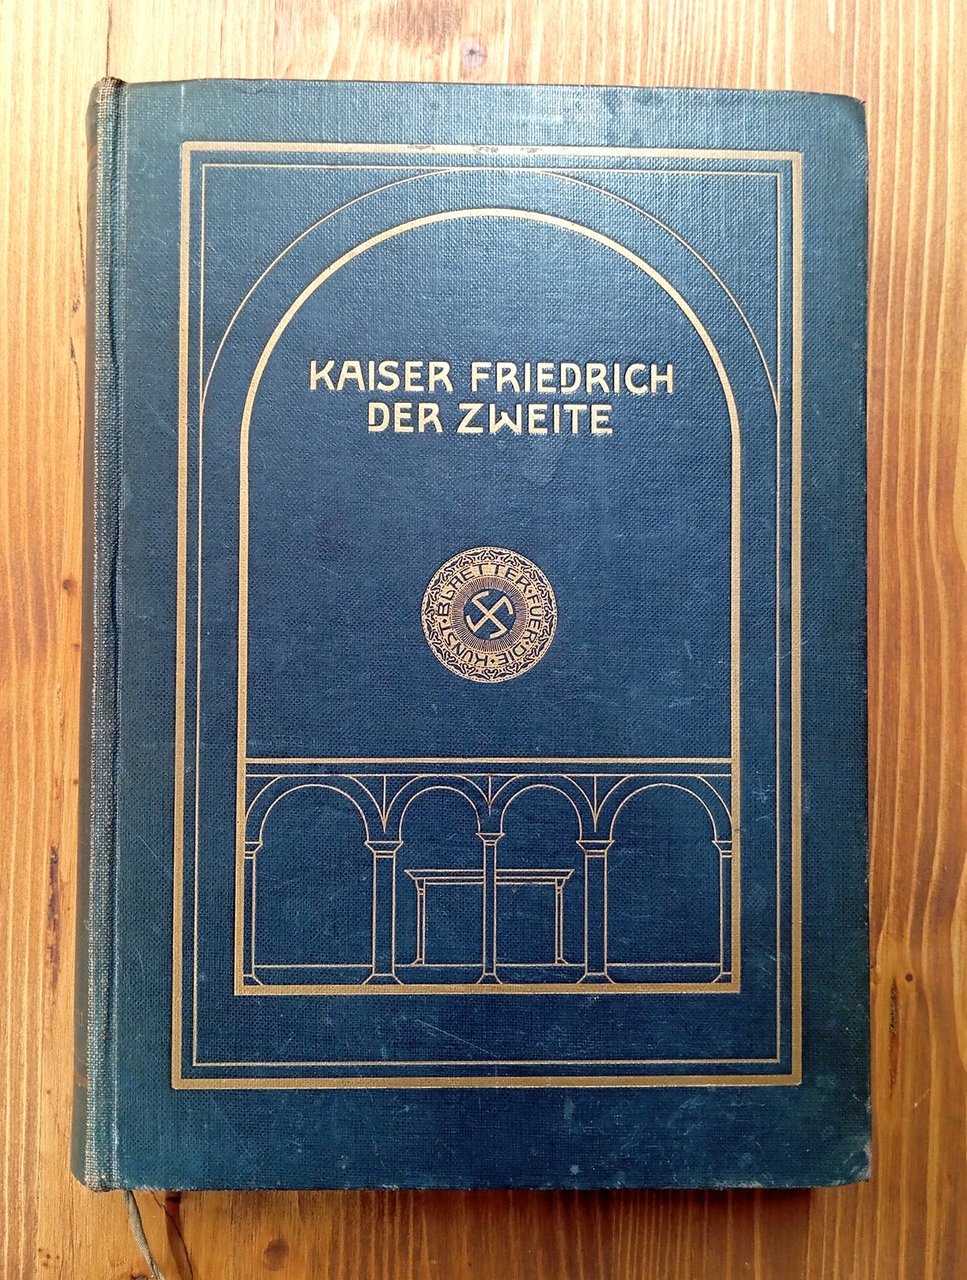 KAISER FRIEDRICH
DER ZWEITE
BLAETTER·FUER·DIE·KUNST·